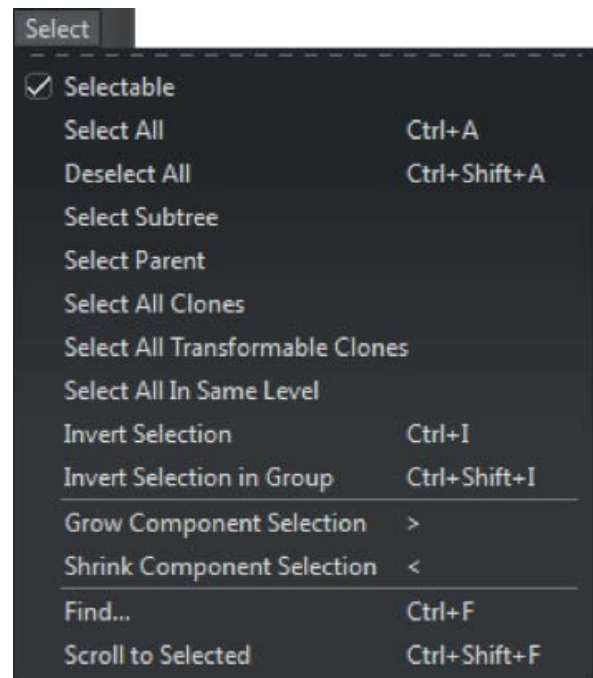 Select
Selectable
Select All Ctrl+A
Deselect All Ctrl+Shift+A
Select Subtree
Select Parent
Select All Clones
Select All Transformable Clones
Select All In Same Level
Invert Selection Ctrl+I
Invert Selection in Group Ctrl+Shift+I
Grow Component Selection >
Shrink Component Selection <
Find... Ctrl+F
Scroll to Selected Ctrl+Shift+F